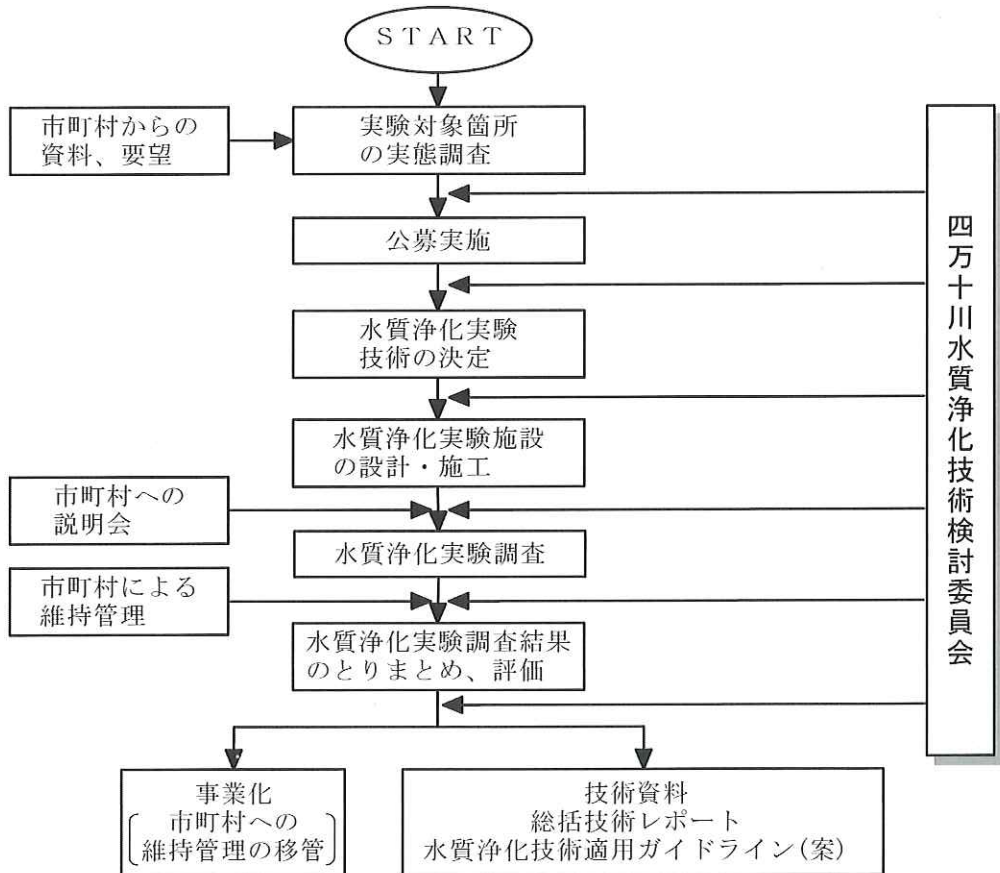 START
市町村からの
資料、要望
実験対象箇所
の実態調査
公募実施
水質浄化実験
技術の決定
水質浄化実験施設
の設計・施工
市町村への
説明会
水質浄化実験調査
市町村による
維持管理
水質浄化実験調査結果
のとりまとめ、評価
事業化
市町村への
維持管理の移管
技術資料
総括技術レポート
水質浄化技術適用ガイドライン(案)
四万十川水質浄化技術検討委員会